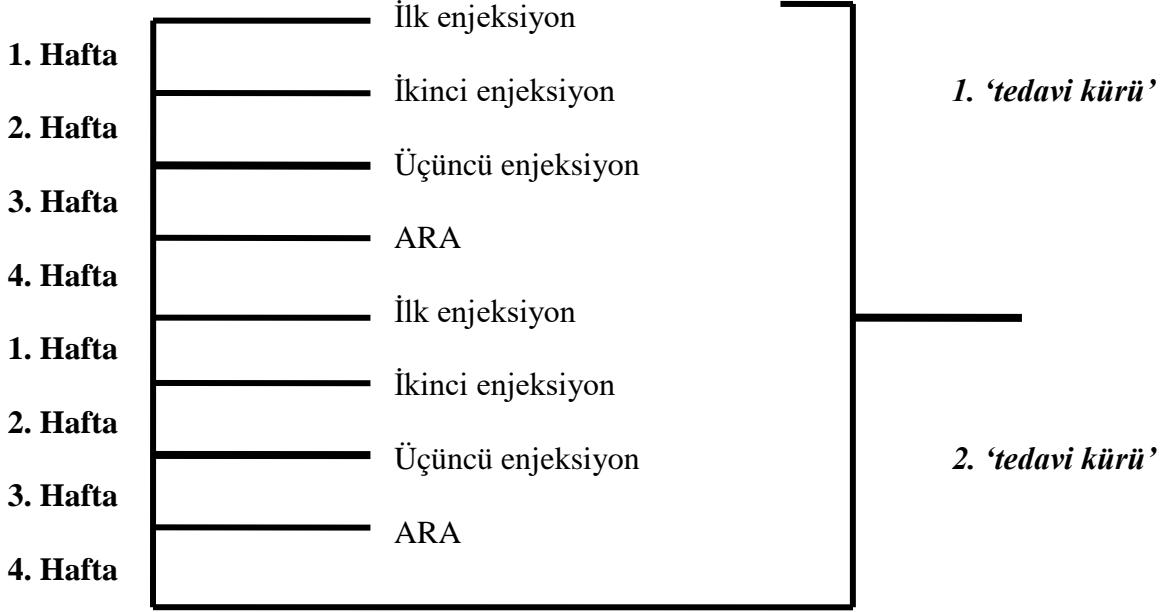 İlk enjeksiyon
1. Hafta
İkinci enjeksiyon
1. ‘tedavi kürü’
2. Hafta
Üçüncü enjeksiyon
3. Hafta
ARA
4. Hafta
İlk enjeksiyon
1. Hafta
İkinci enjeksiyon
2. Hafta
Üçüncü enjeksiyon
2. ‘tedavi kürü’
3. Hafta
ARA
4. Hafta